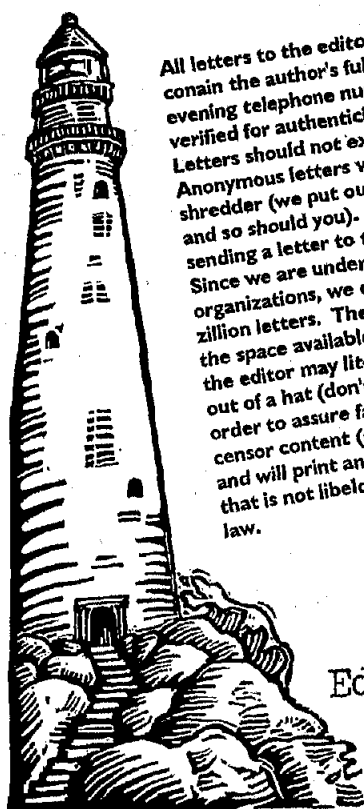 All letters to the edito
conain the author's ful
evening telephone nu
verified for authentic
Letters should not ex
Anonymous letters w
shredder (we put ou
and so should you).
sending a letter to t
Since we are under
organizations, we
zillion letters. The
the space available
the editor may lite
out of a hat (don'
order to assure fa
censor content (
and will print an
that is not libelo
law.
Ed